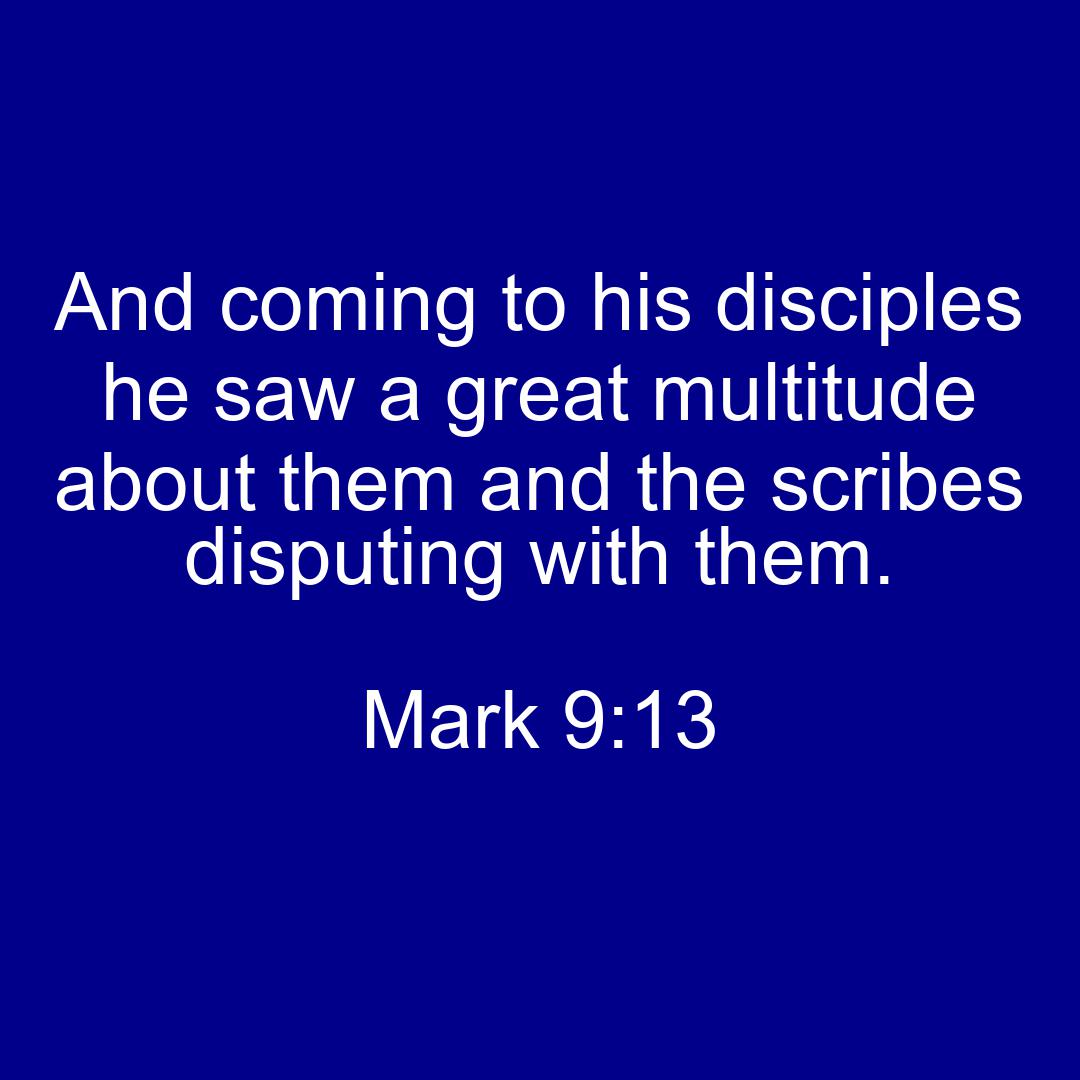 And coming to his disciples
he saw a great multitude
about them and the scribes
disputing with them.
Mark 9:13